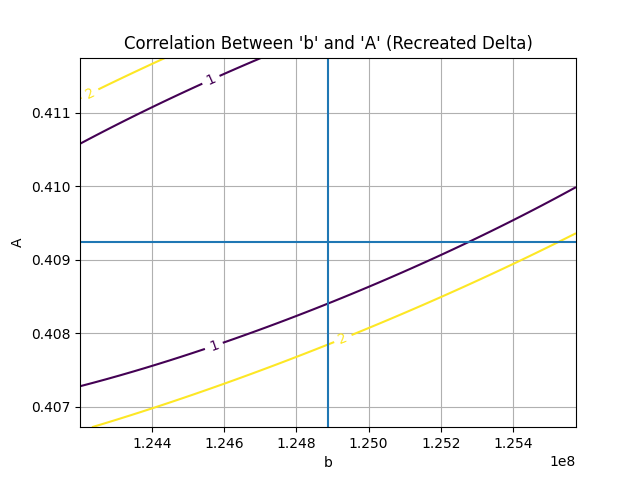 Correlation Between 'b' and 'A' (Recreated Delta)
2
1
0.411
0.410
A
0.409
0.408
1
2
0.407
1.244 1.246 1.248 1.250 1.252 1.254
b
1e8